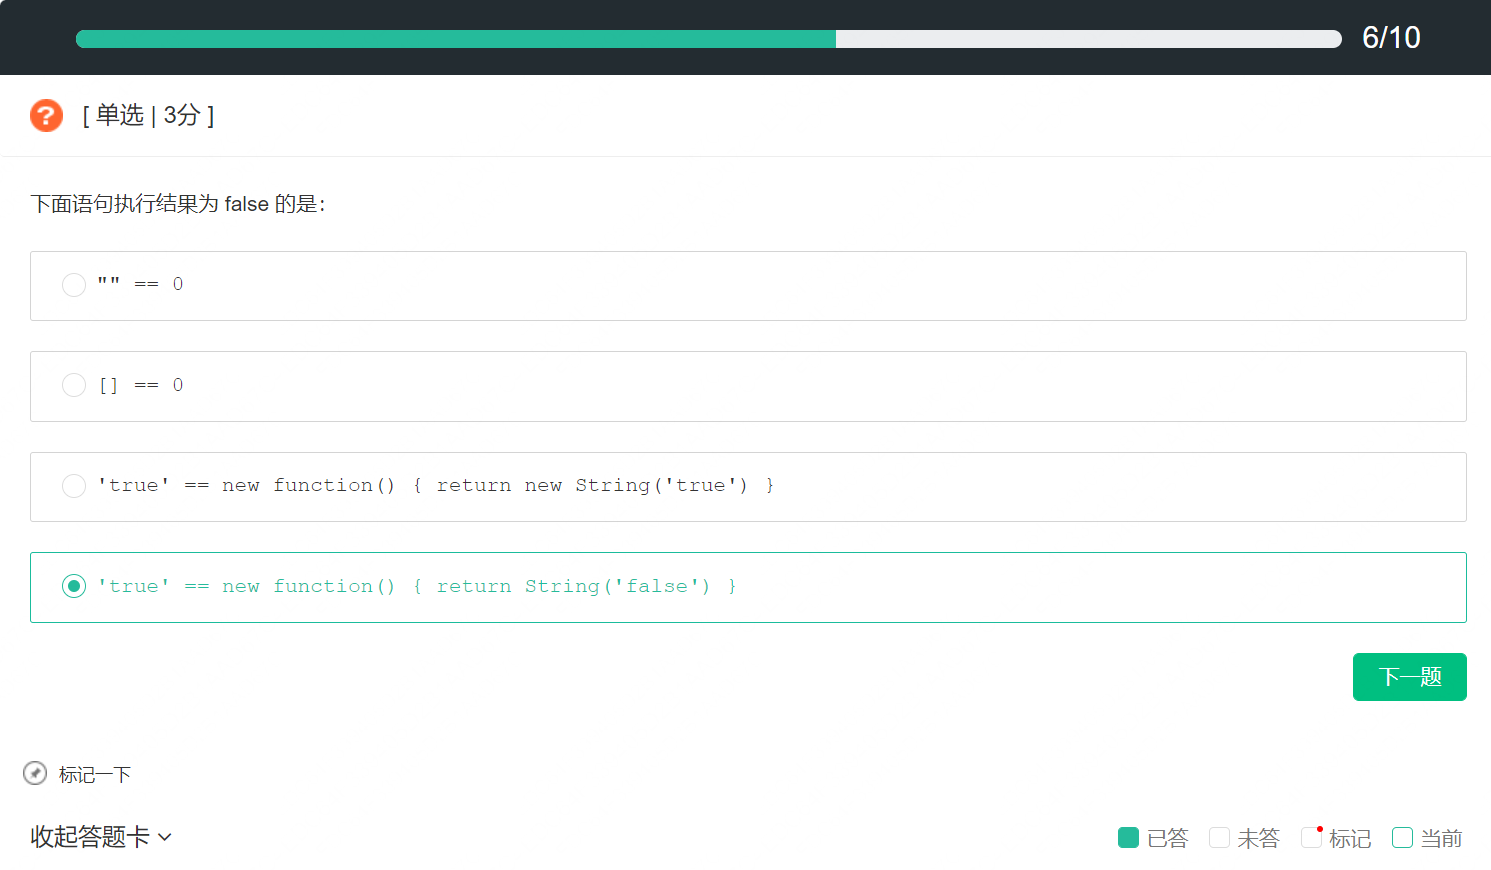 6/10
[ 单选 | 3分 ]
下面语句执行结果为 false 的是：
"" == 0
[] == 0
'true' == new function() { return new String('true') }
'true' == new function() { return String('false') }
下一题
标记一下
收起答题卡
已答 未答 标记 当前